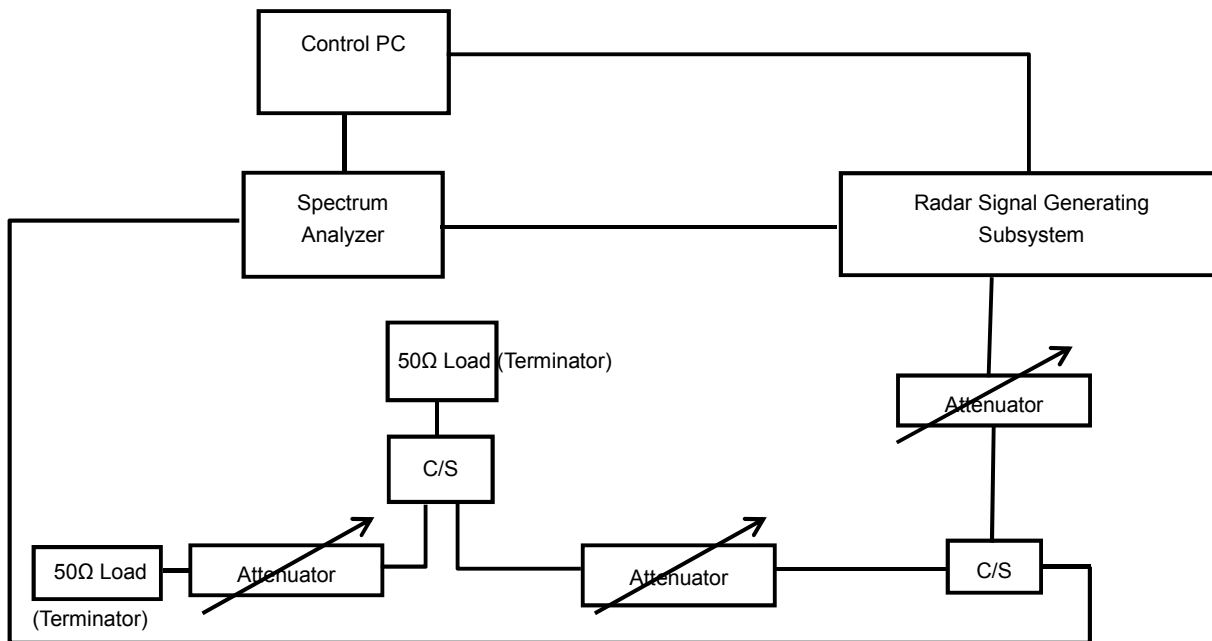 Control PC
Spectrum
Analyzer
Radar Signal Generating
Subsystem
50Ω Load (Terminator)
Attenuator
C/S
50Ω Load
(Terminator)
Attenuator
Attenuator
C/S